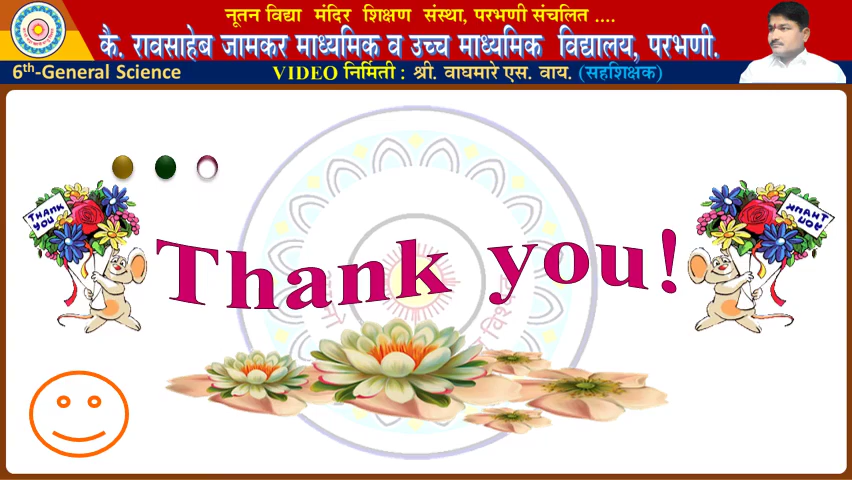 नूतन विद्या मंदिर शिक्षण संस्था, परभणी संचलित ....
कै. रावसाहेब जामकर माध्यमिक व उच्च माध्यमिक विद्यालय, परभणी.
6th-General Science
VIDEO निर्मिती : श्री. वाघमारे एस. वाय. (सहशिक्षक)
THANK YOU
THANK YOU
Thank you!